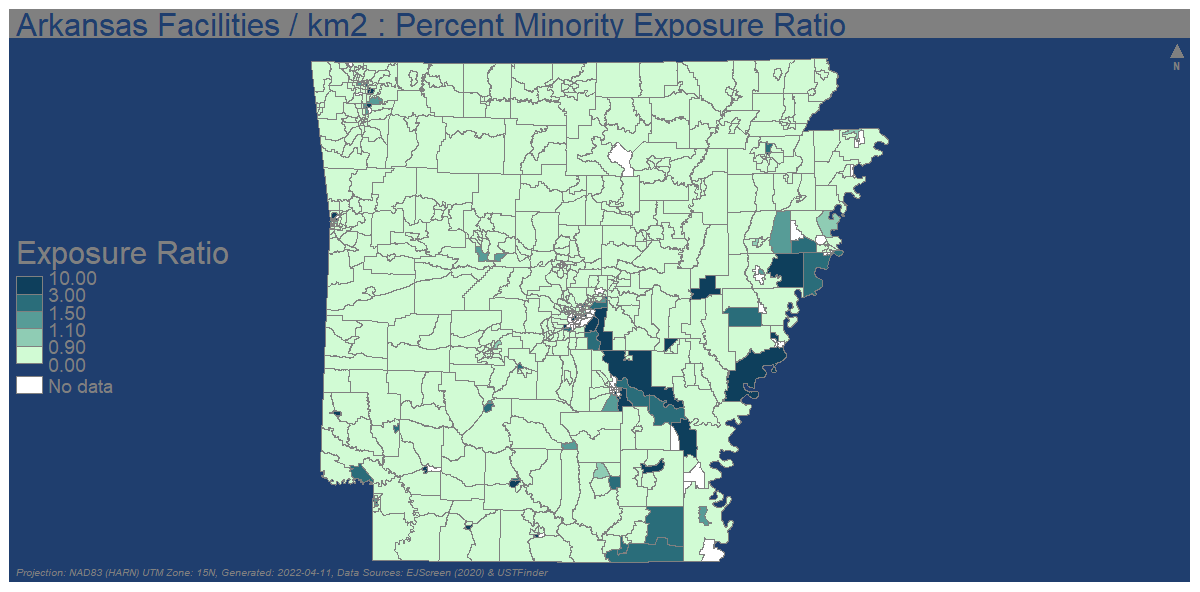 Arkansas Facilities / km2 : Percent Minority Exposure Ratio
N
Exposure Ratio
10.00
3.00
1.50
1.10
0.90
0.00
No data
Projection: NAD83 (HARN) UTM Zone: 15N, Generated: 2022-04-11, Data Sources: EJScreen (2020) & USTFinder